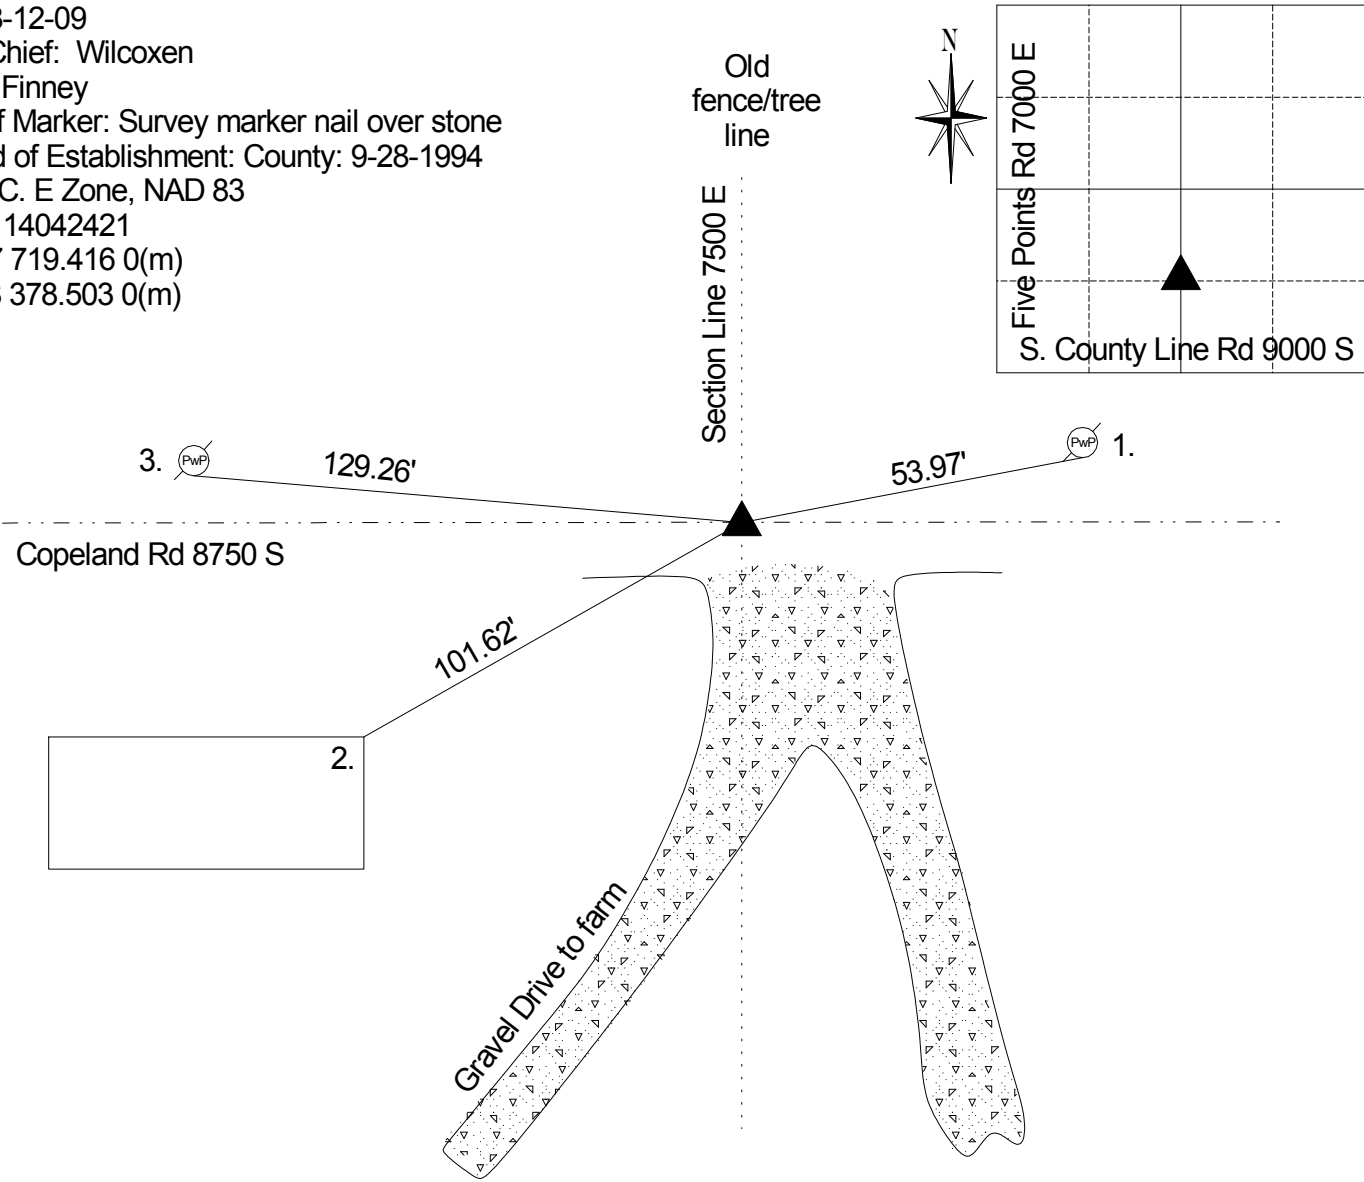 3-12-09
Chief: Wilcoxen
Finney
f Marker: Survey marker nail over stone
d of Establishment: County: 9-28-1994
C. E Zone, NAD 83
14042421
7 719.416 0(m)
378.503 0(m)
Old
fence/tree
line
N
Five Points Rd 7000 E
S. County Line Rd 9000 S
Section Line 7500 E
3.
PwP
129.26'
53.97'
PwP
1.
Copeland Rd 8750 S
101.62'
2.
Gravel Drive to farm